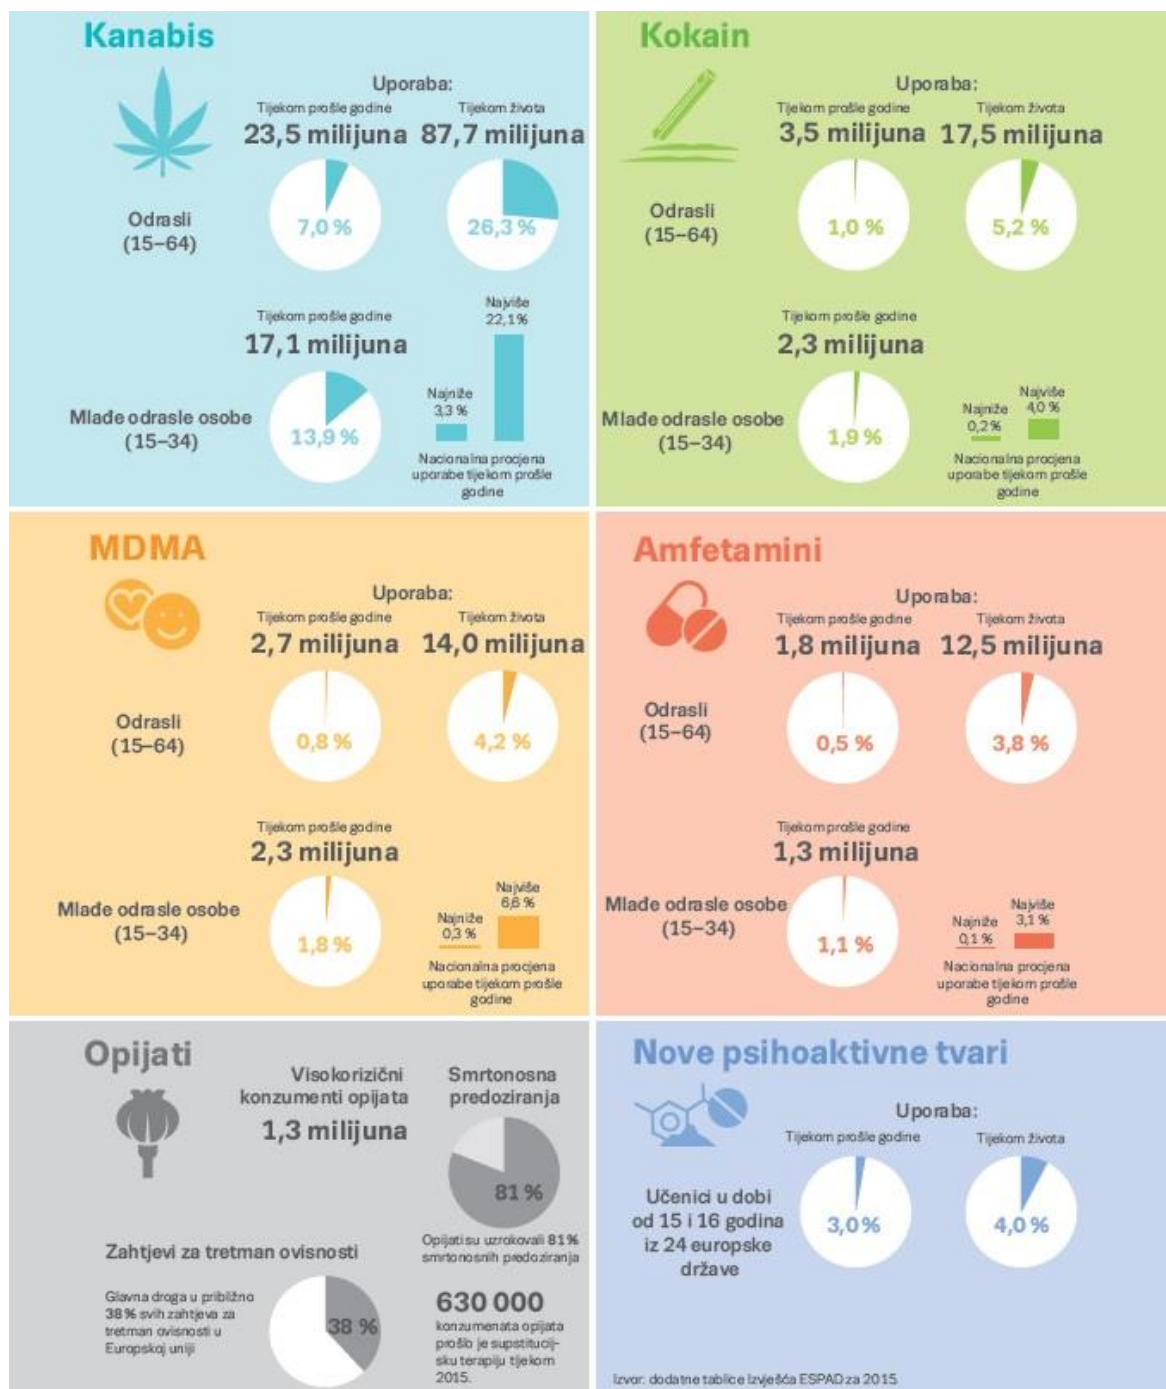 Kanabis
Uporaba:
Tijekom prošle godine
23,5 milijuna
Tijekom života
87,7 milijuna
Odrasli
(15–64)
7,0 %
26,3 %
Tijekom prošle godine
17,1 milijuna
Mlađe odrasle osobe
(15–34)
13,9 %
Najniže
3,3 %
Najviše
22,1%
Nacionalna procjena
uporabe tijekom prošle
godine
Kokain
Uporaba:
Tijekom prošle godine
3,5 milijuna
Tijekom života
17,5 milijuna
Odrasli
(15–64)
1,0 %
5,2 %
Tijekom prošle godine
2,3 milijuna
Mlađe odrasle osobe
(15–34)
1,9 %
Najniže
0,2 %
Najviše
4,0 %
Nacionalna procjena
uporabe tijekom prošle
godine
MDMA
Uporaba:
Tijekom prošle godine
2,7 milijuna
Tijekom života
14,0 milijuna
Odrasli
(15–64)
0,8 %
4,2 %
Tijekom prošle godine
2,3 milijuna
Mlađe odrasle osobe
(15–34)
1,8 %
Najniže
0,3 %
Najviše
6,6 %
Nacionalna procjena
uporabe tijekom prošle
godine
Amfetamini
Uporaba:
Tijekom prošle godine
1,8 milijuna
Tijekom života
12,5 milijuna
Odrasli
(15–64)
0,5 %
3,8 %
Tijekom prošle godine
1,3 milijuna
Mlađe odrasle osobe
(15–34)
1,1 %
Najniže
0,1 %
Najviše
3,1 %
Nacionalna procjena
uporabe tijekom prošle
godine
Opijati
Visokorizični
konzumenti opijata
1,3 milijuna
Smrtonosna
predoziranja
81 %
Opijati su uzrokovali 81%
smrtonosnih predoziranja
Zahtjevi za tretman ovisnosti
Glavna droga u približno
38 % svih zahtjeva za
tretman ovisnosti u
Europskoj uniji
38 %
630 000
konzumenata opijata
prošlo je supstitucij-
sku terapiju tijekom
2015.
Nove psihoaktivne tvari
Uporaba:
Tijekom prošle godine
Tijekom života
Učenici u dobi
od 15 i 16 godina
iz 24 europske
države
3,0 %
4,0 %
Izvor: dodatne tablice Izvješća ESPAD za 2015.